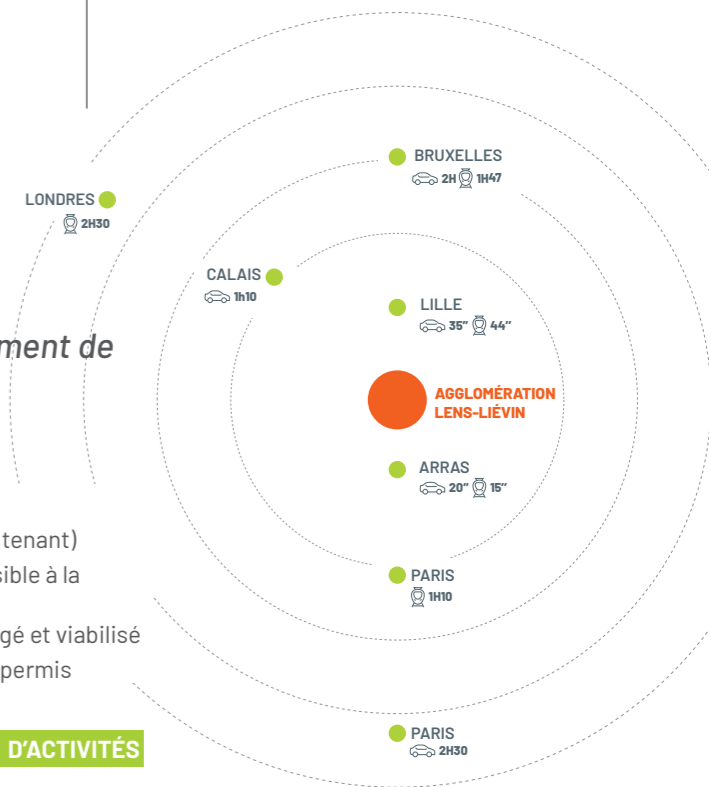 BRUXELLES
2H 1H47
LONDRES
2H30
CALAIS
1h10
LILLE
35” 44”
ment de
AGGLOMÉRATION
LENS-LIÉVIN
ARRAS
20” 15”
tenant)
sible à la
PARIS
1H10
gé et viabilisé
permis
PARIS
2H30
D’ACTIVITÉS